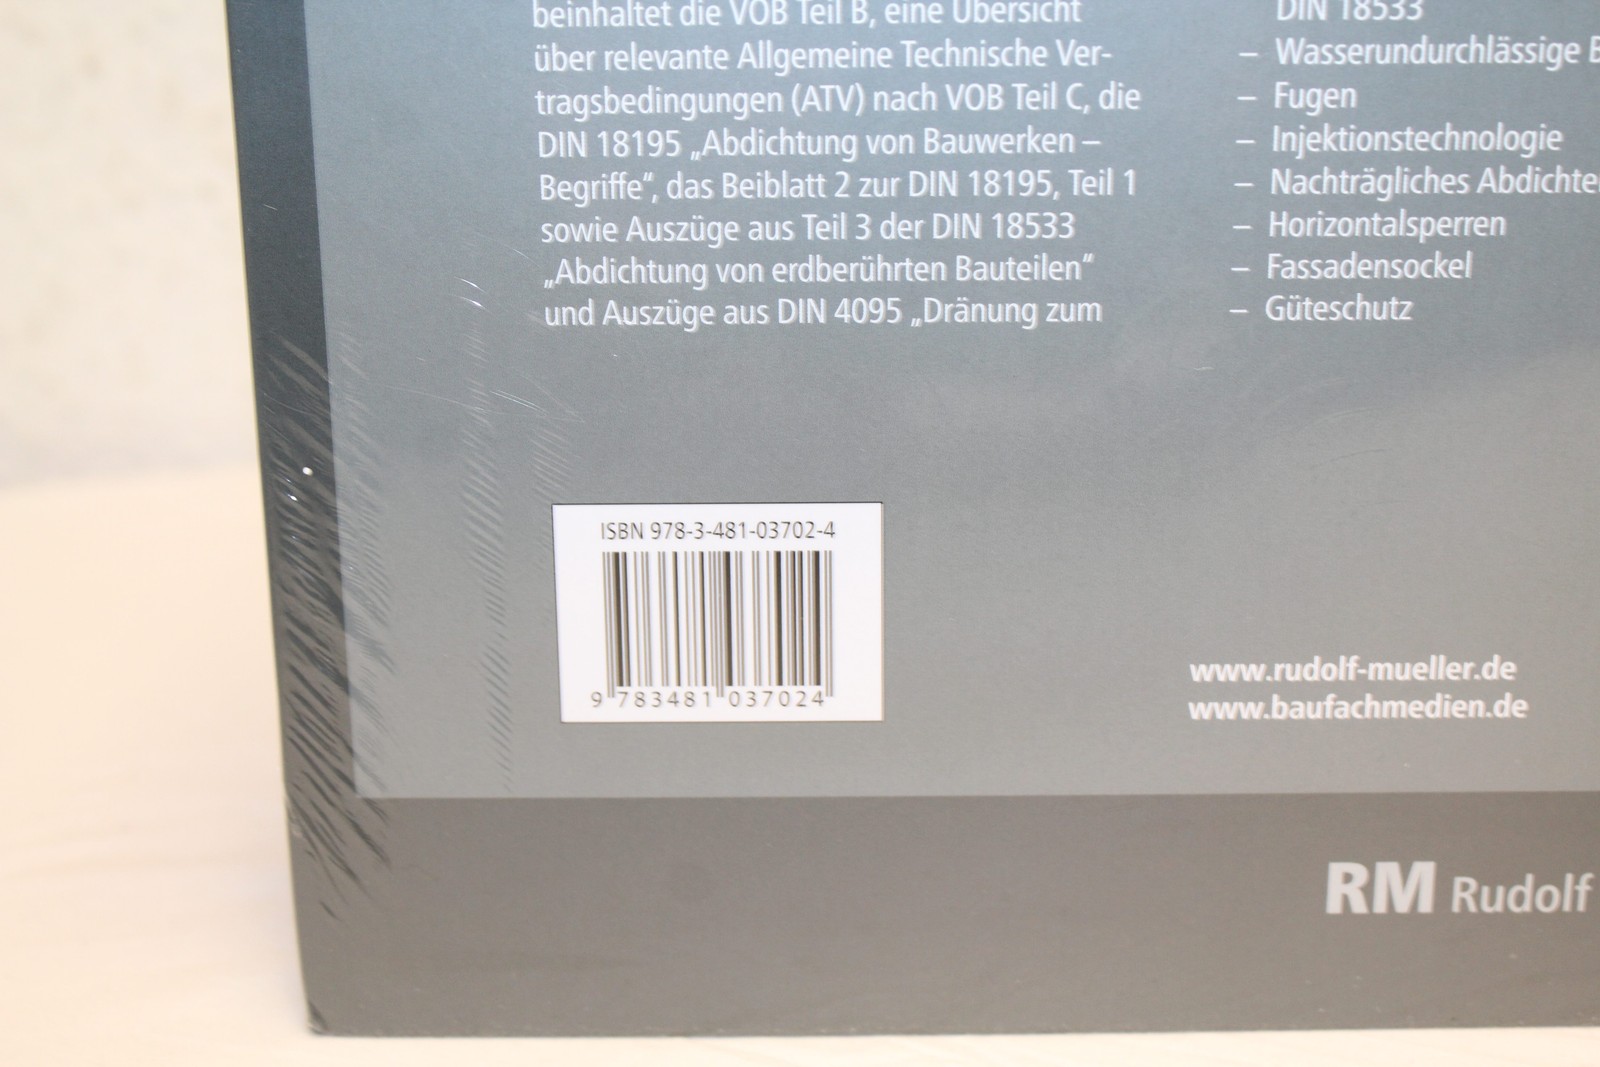 beinhaltet die VOB Teil B, eine Übersicht
über relevante Allgemeine Technische Ver-
tragsbedingungen (ATV) nach VOB Teil C, die
DIN 18195 „Abdichtung von Bauwerken –
Begriffe“, das Beiblatt 2 zur DIN 18195, Teil 1
sowie Auszüge aus Teil 3 der DIN 18533
„Abdichtung von erdberührten Bauteilen“
und Auszüge aus DIN 4095 „Dränung zum
DIN 18533
– Wasserundurchlässige
– Fugen
– Injektionstechnologie
– Nachträgliches
– Horizontalsperren
– Fassadensockel
– Güteschutz
ISBN 978-3-481-03702-4
9 783481 037024
www.rudolf-mueller.de
www.baufachmedien.de
RM Rudolf